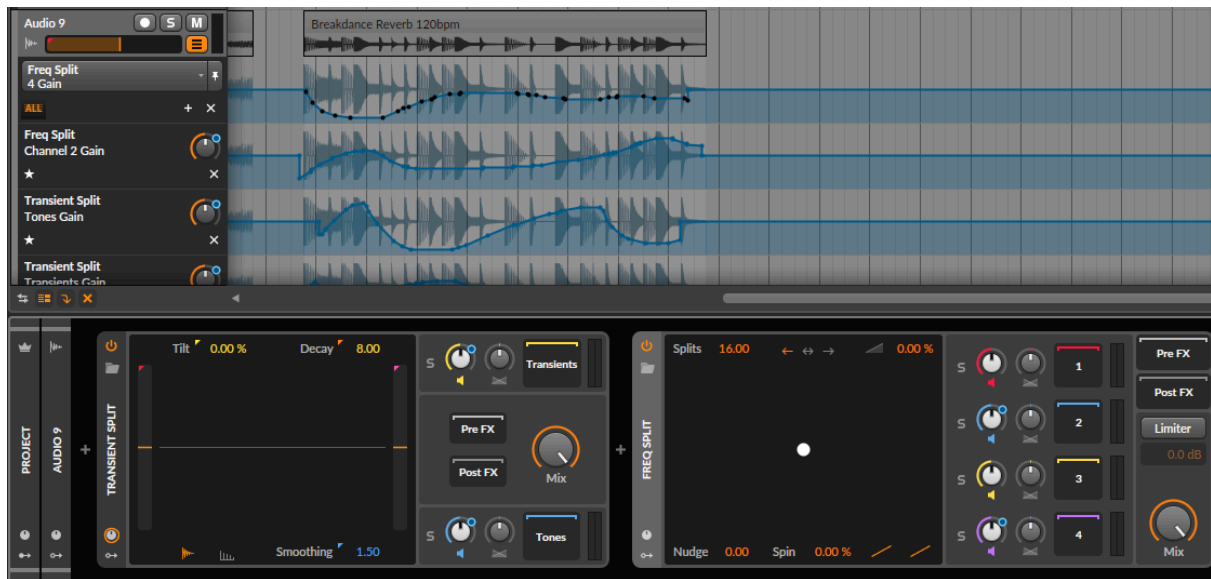 Audio 9
S
M
Breakdance Reverb 120bpm
Freq Split
4 Gain
ALL
Freq Split
Channel 2 Gain
Transient Split
Tones Gain
Transient Split
Transients Gain
PROJECT
AUDIO 9
TRANSIENT SPLIT
Tilt 0.00 %
Decay 8.00
Smoothing 1.50
S
Transients
Pre FX
Post FX
Mix
S
Tones
FREQ SPLIT
Splits 16.00
0.00 %
Nudge 0.00
Spin 0.00 %
S
1
S
2
S
3
S
4
Pre FX
Post FX
Limiter
0.0 dB
Mix